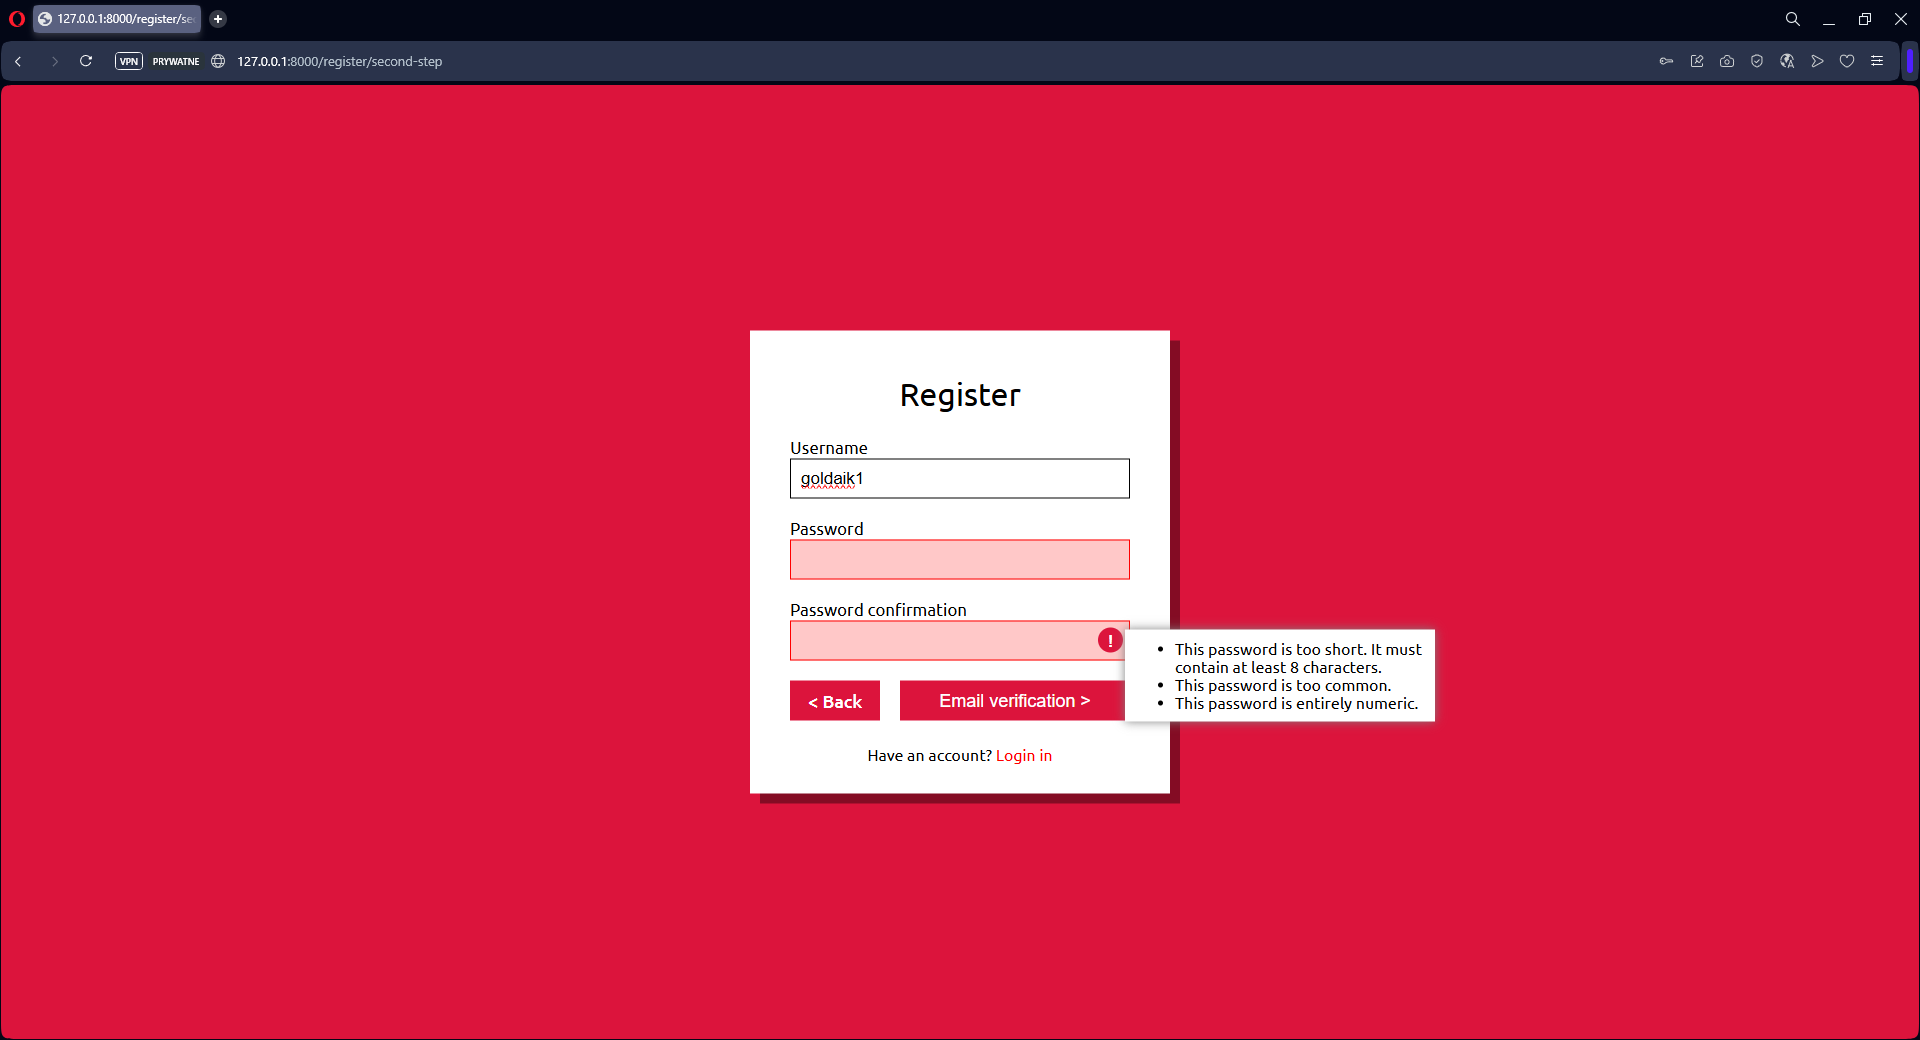 127.0.0.1:8000/register/se
VPN PRYWATNE 127.0.0.1:8000/register/second-step
Register
Username
goldaik1
Password
Password confirmation
!
• This password is too short. It must
contain at least 8 characters.
• This password is too common.
• This password is entirely numeric.
< Back
Email verification >
Have an account? Login in